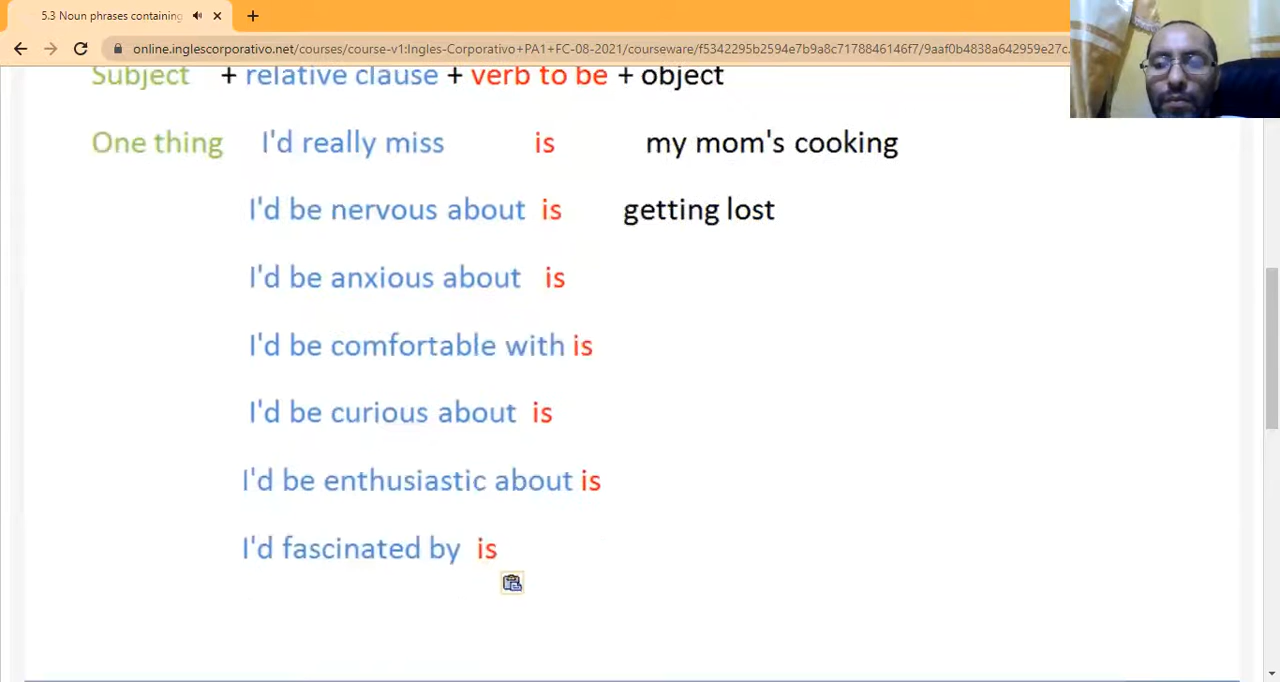 5.3 Noun phrases containing
online.inglescorporativo.net/courses/course-v1:Ingles-Corporativo+PA1+FC-08-2021/courseware/f5342295b2594e7b9a8c7178846146f7/9aaf0b4838a642959e27c.
Subject + relative clause + verb to be + object
One thing I'd really miss is my mom's cooking
I'd be nervous about is getting lost
I'd be anxious about is
I'd be comfortable with is
I'd be curious about is
I'd be enthusiastic about is
I'd fascinated by is